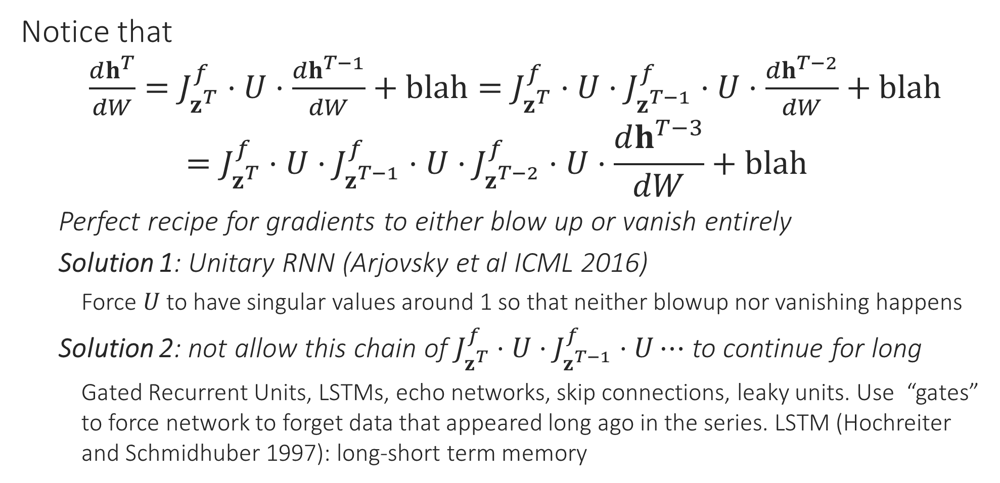 Notice that
$\frac{d\mathbf{h}^T}{dW} = J^f_{\mathbf{z}^T} \cdot U \cdot \frac{d\mathbf{h}^{T-1}}{dW} + \text{blah} = J^f_{\mathbf{z}^T} \cdot U \cdot J^f_{\mathbf{z}^{T-1}} \cdot U \cdot \frac{d\mathbf{h}^{T-2}}{dW} + \text{blah}$
$= J^f_{\mathbf{z}^T} \cdot U \cdot J^f_{\mathbf{z}^{T-1}} \cdot U \cdot J^f_{\mathbf{z}^{T-2}} \cdot U \cdot \frac{d\mathbf{h}^{T-3}}{dW} + \text{blah}$
Perfect recipe for gradients to either blow up or vanish entirely
Solution 1: Unitary RNN (Arjovsky et al ICML 2016)
Force $U$ to have singular values around 1 so that neither blowup nor vanishing happens
Solution 2: not allow this chain of $J^f_{\mathbf{z}^T} \cdot U \cdot J^f_{\mathbf{z}^{T-1}} \cdot U \cdots$ to continue for long
Gated Recurrent Units, LSTMs, echo networks, skip connections, leaky units. Use “gates”
to force network to forget data that appeared long ago in the series. LSTM (Hochreiter
and Schmidhuber 1997): long-short term memory